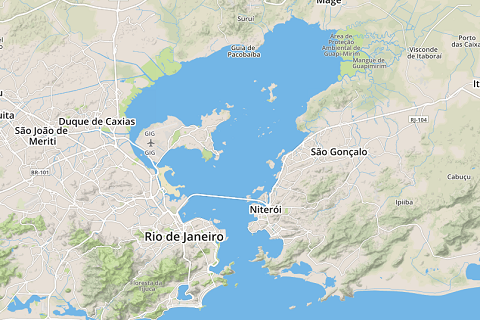 Magé
Suruí
Guia de
Pacobaíba
Área de
Proteção
Ambiental de
Guapi-Mirim
Mangue de
Guapimirim
Visconde
de Itaboraí
Porto
das Caixas
Duque de Caxias
São João de
Meriti
GIG
GIG
RJ-104
São Gonçalo
BR-101
Cabuçu
Ipiíba
Niterói
Rio de Janeiro
Floresta da
Tijuca